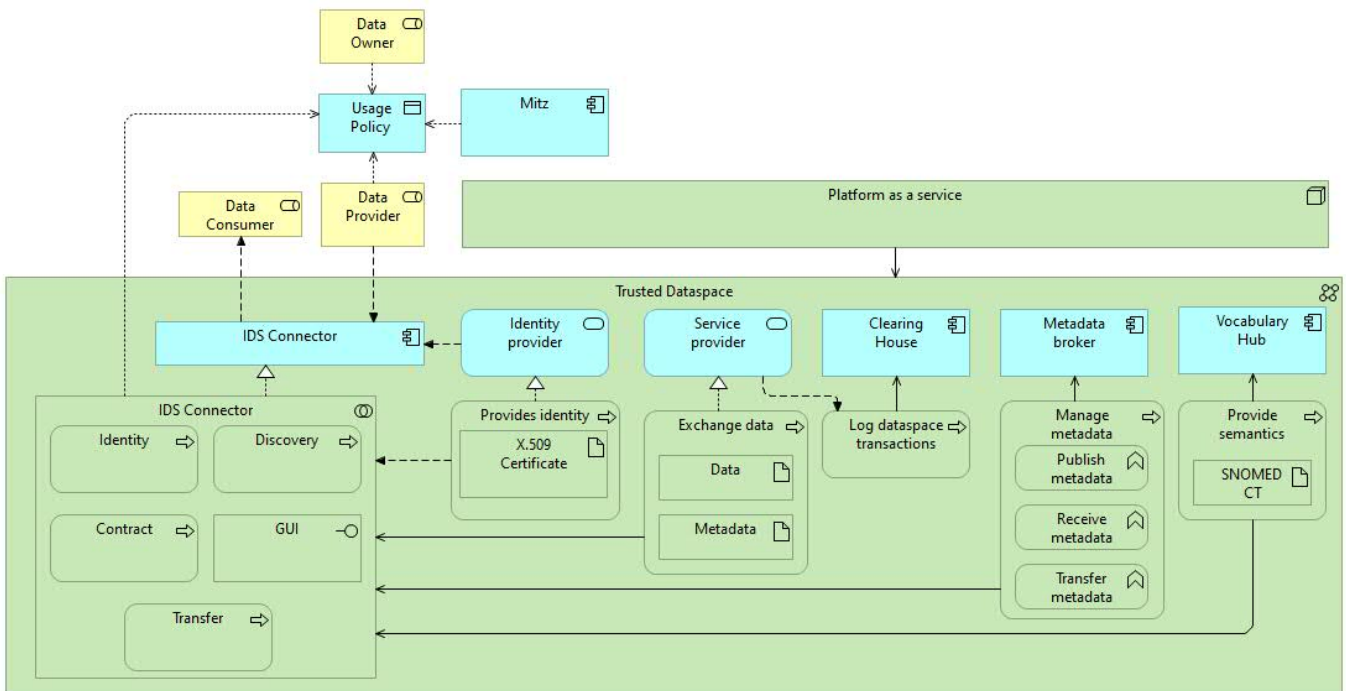 Data
Owner
Usage
Policy
Mitz
Data
Consumer
Data
Provider
Platform as a service
Trusted Dataspace
IDS Connector
Identity
provider
Service
provider
Clearing
House
Metadata
broker
Vocabulary
Hub
IDS Connector
Identity
Discovery
Contract
GUI
Transfer
Provides identity
X.509
Certificate
Exchange data
Data
Metadata
Log dataspace
transactions
Manage
metadata
Publish
metadata
Receive
metadata
Transfer
metadata
Provide
semantics
SNOMED
CT